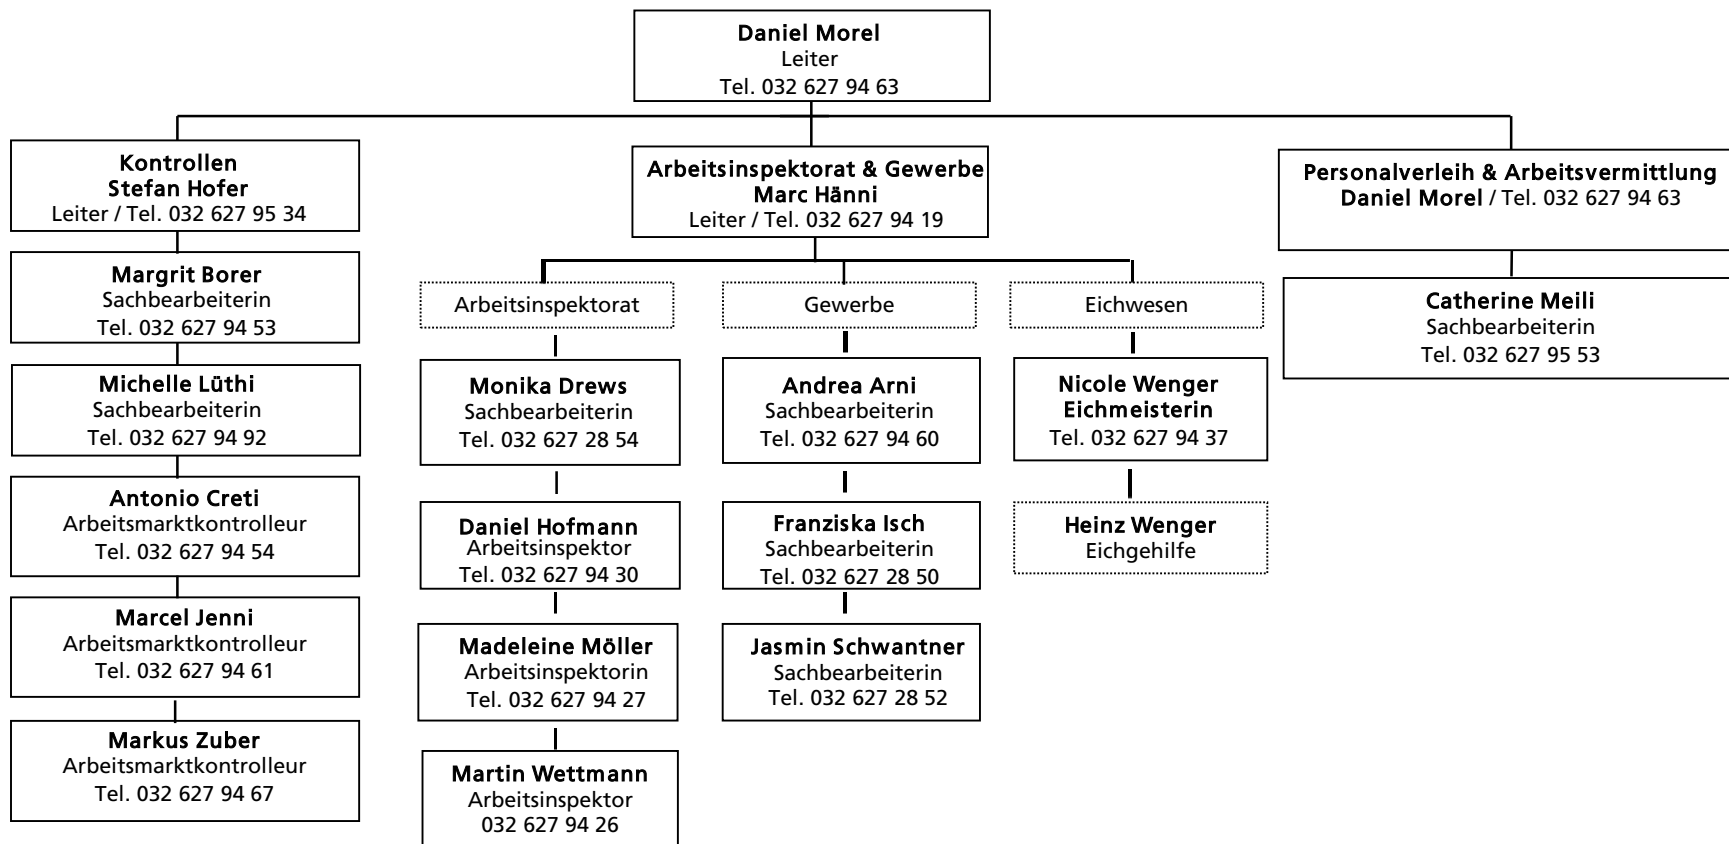 Daniel Morel
Leiter
Tel. 032 627 94 63
Kontrollen
Stefan Hofer
Leiter / Tel. 032 627 95 34
Margrit Borer
Sachbearbeiterin
Tel. 032 627 94 53
Michelle Lüthi
Sachbearbeiterin
Tel. 032 627 94 92
Antonio Creti
Arbeitsmarktkontrolleur
Tel. 032 627 94 54
Marcel Jenni
Arbeitsmarktkontrolleur
Tel. 032 627 94 61
Markus Zuber
Arbeitsmarktkontrolleur
Tel. 032 627 94 67
Arbeitsinspektorat & Gewerbe
Marc Hänni
Leiter / Tel. 032 627 94 19
Arbeitsinspektorat
Monika Drews
Sachbearbeiterin
Tel. 032 627 28 54
Daniel Hofmann
Arbeitsinspektor
Tel. 032 627 94 30
Madeleine Möller
Arbeitsinspektorin
Tel. 032 627 94 27
Martin Wettmann
Arbeitsinspektor
032 627 94 26
Gewerbe
Andrea Arni
Sachbearbeiterin
Tel. 032 627 94 60
Franziska Isch
Sachbearbeiterin
Tel. 032 627 28 50
Jasmin Schwantner
Sachbearbeiterin
Tel. 032 627 28 52
Eichwesen
Nicole Wenger
Eichmeisterin
Tel. 032 627 94 37
Heinz Wenger
Eichgehilfe
Personalverleih & Arbeitsvermittlung
Daniel Morel / Tel. 032 627 94 63
Catherine Meili
Sachbearbeiterin
Tel. 032 627 95 53